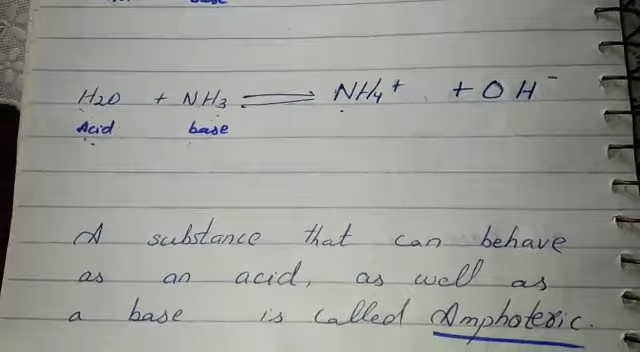 H2O + NH3 ⇌ NH4+ + OH-
Acid base
A substance that can behave
as an acid, as well as
a base is called Amphoteric.